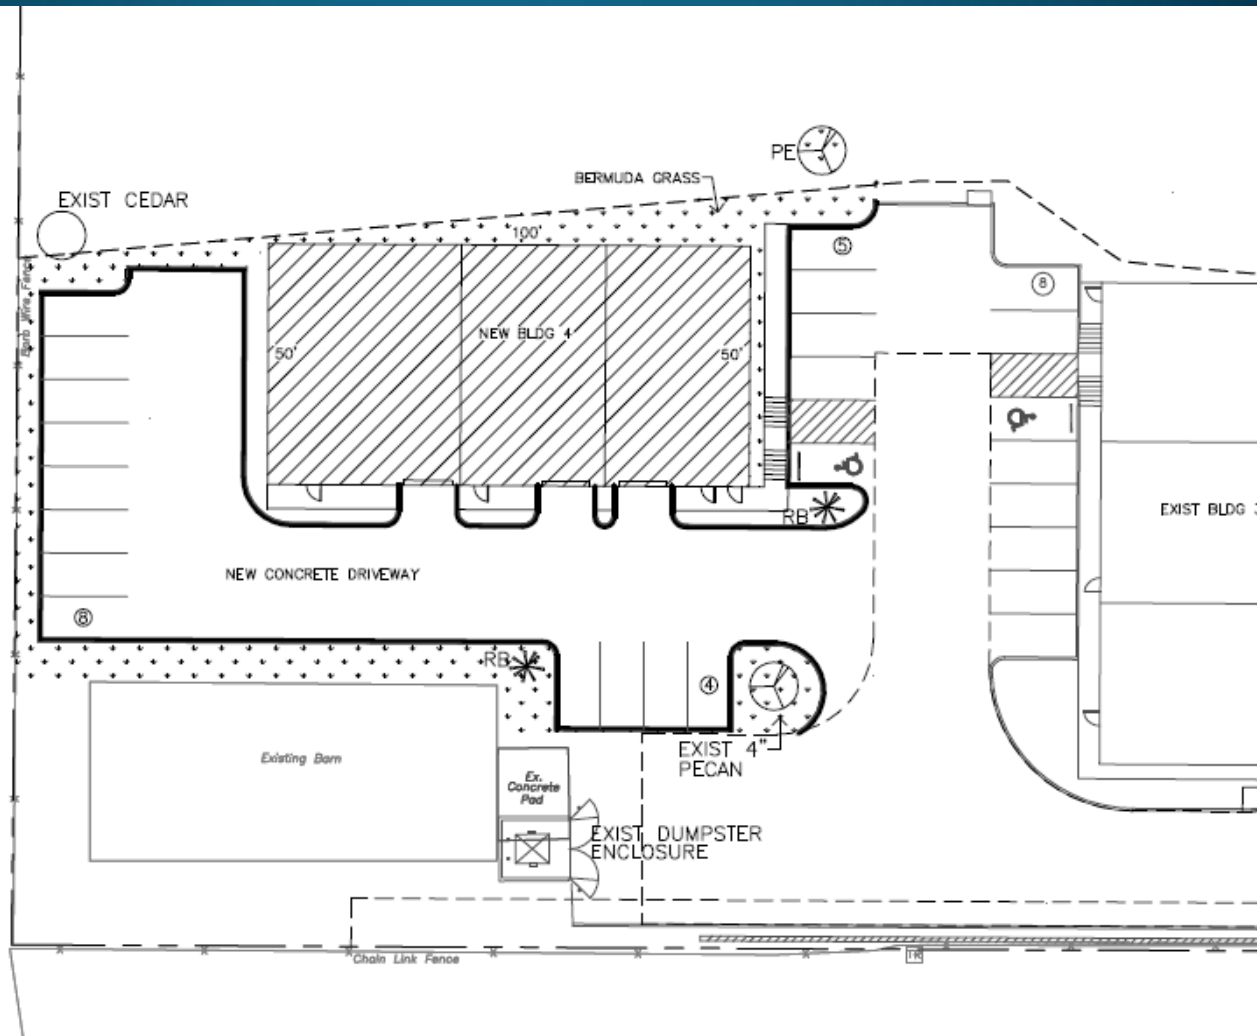 PE
BERMUDA GRASS
EXIST CEDAR
100'
5
8
Barb Wire Fence
NEW BLDG 4
50'
50'
EXIST BLDG 3
RB
NEW CONCRETE DRIVEWAY
8
RB
4
EXIST 4"
PECAN
Existing Barn
Ex.
Concrete
Pad
EXIST DUMPSTER
ENCLOSURE
Chain Link Fence